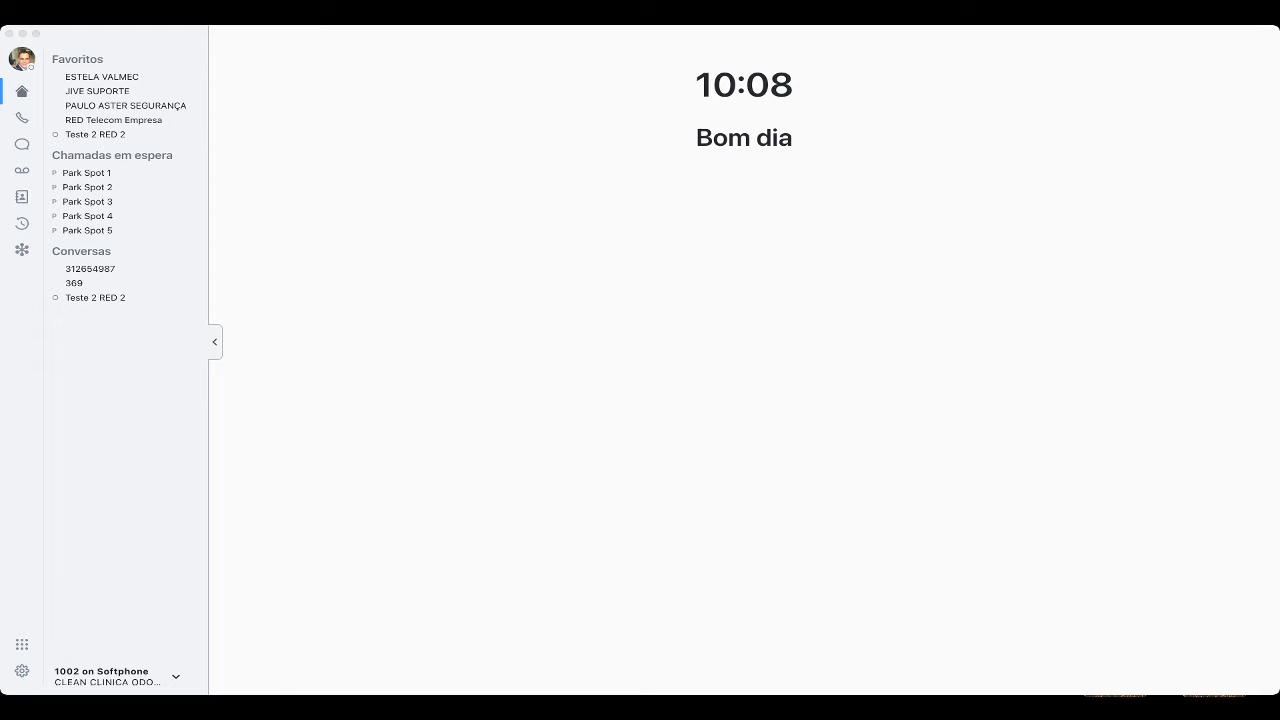 Favoritos
ESTELA VALMEC
JIVE SUPORTE
PAULO ASTER SEGURANÇA
RED Telecom Empresa
Teste 2 RED 2
Chamadas em espera
P Park Spot 1
P Park Spot 2
P Park Spot 3
P Park Spot 4
P Park Spot 5
Conversas
312654987
369
Teste 2 RED 2
1002 on Softphone
CLEAN CLINICA ODO...
10:08
Bom dia